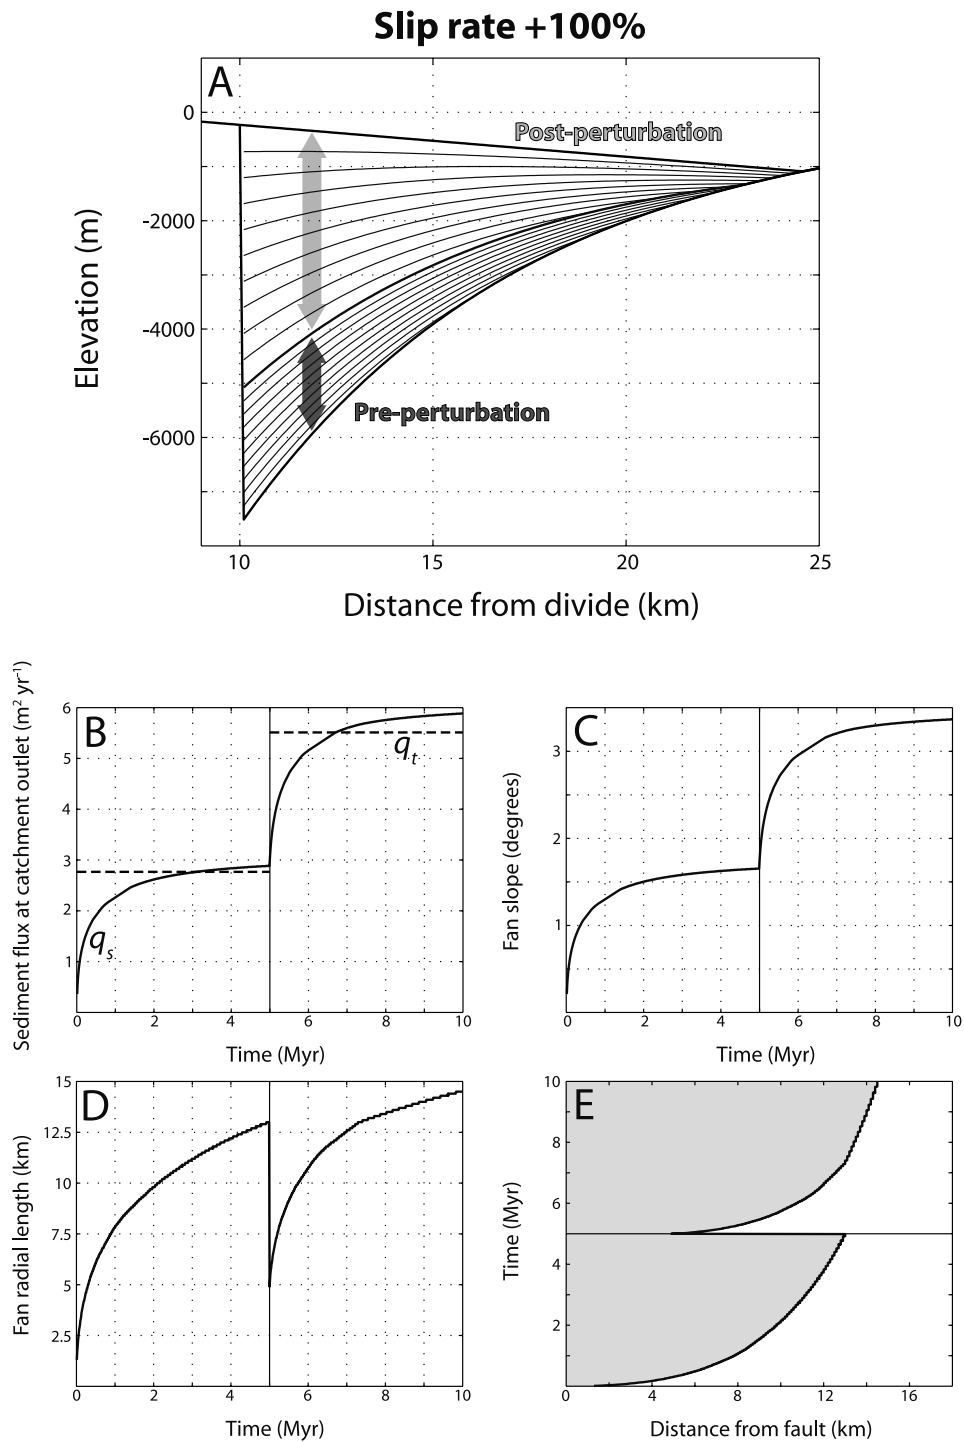 Slip rate +100%
A
Post-perturbation
Pre-perturbation
Elevation (m)
0
-2000
-4000
-6000
10
15
20
25
Distance from divide (km)
B
Sediment flux at catchment outlet (m² yr⁻¹)
6
5
4
3
2
1
qₜ
qₛ
0
2
4
6
8
10
Time (Myr)
C
Fan slope (degrees)
3
2
1
0
2
4
6
8
10
Time (Myr)
D
Fan radial length (km)
15
12.5
10
7.5
5
2.5
0
2
4
6
8
10
Time (Myr)
E
Time (Myr)
10
8
6
4
2
0
4
8
12
16
Distance from fault (km)